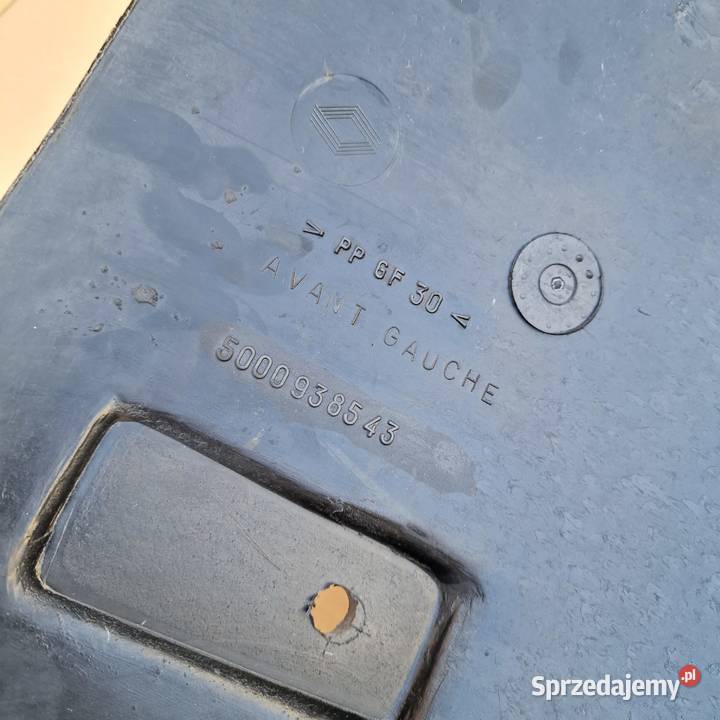 > PP GF 30 <
AVANT GAUCHE
5000938543
Sprzedajemy.pl